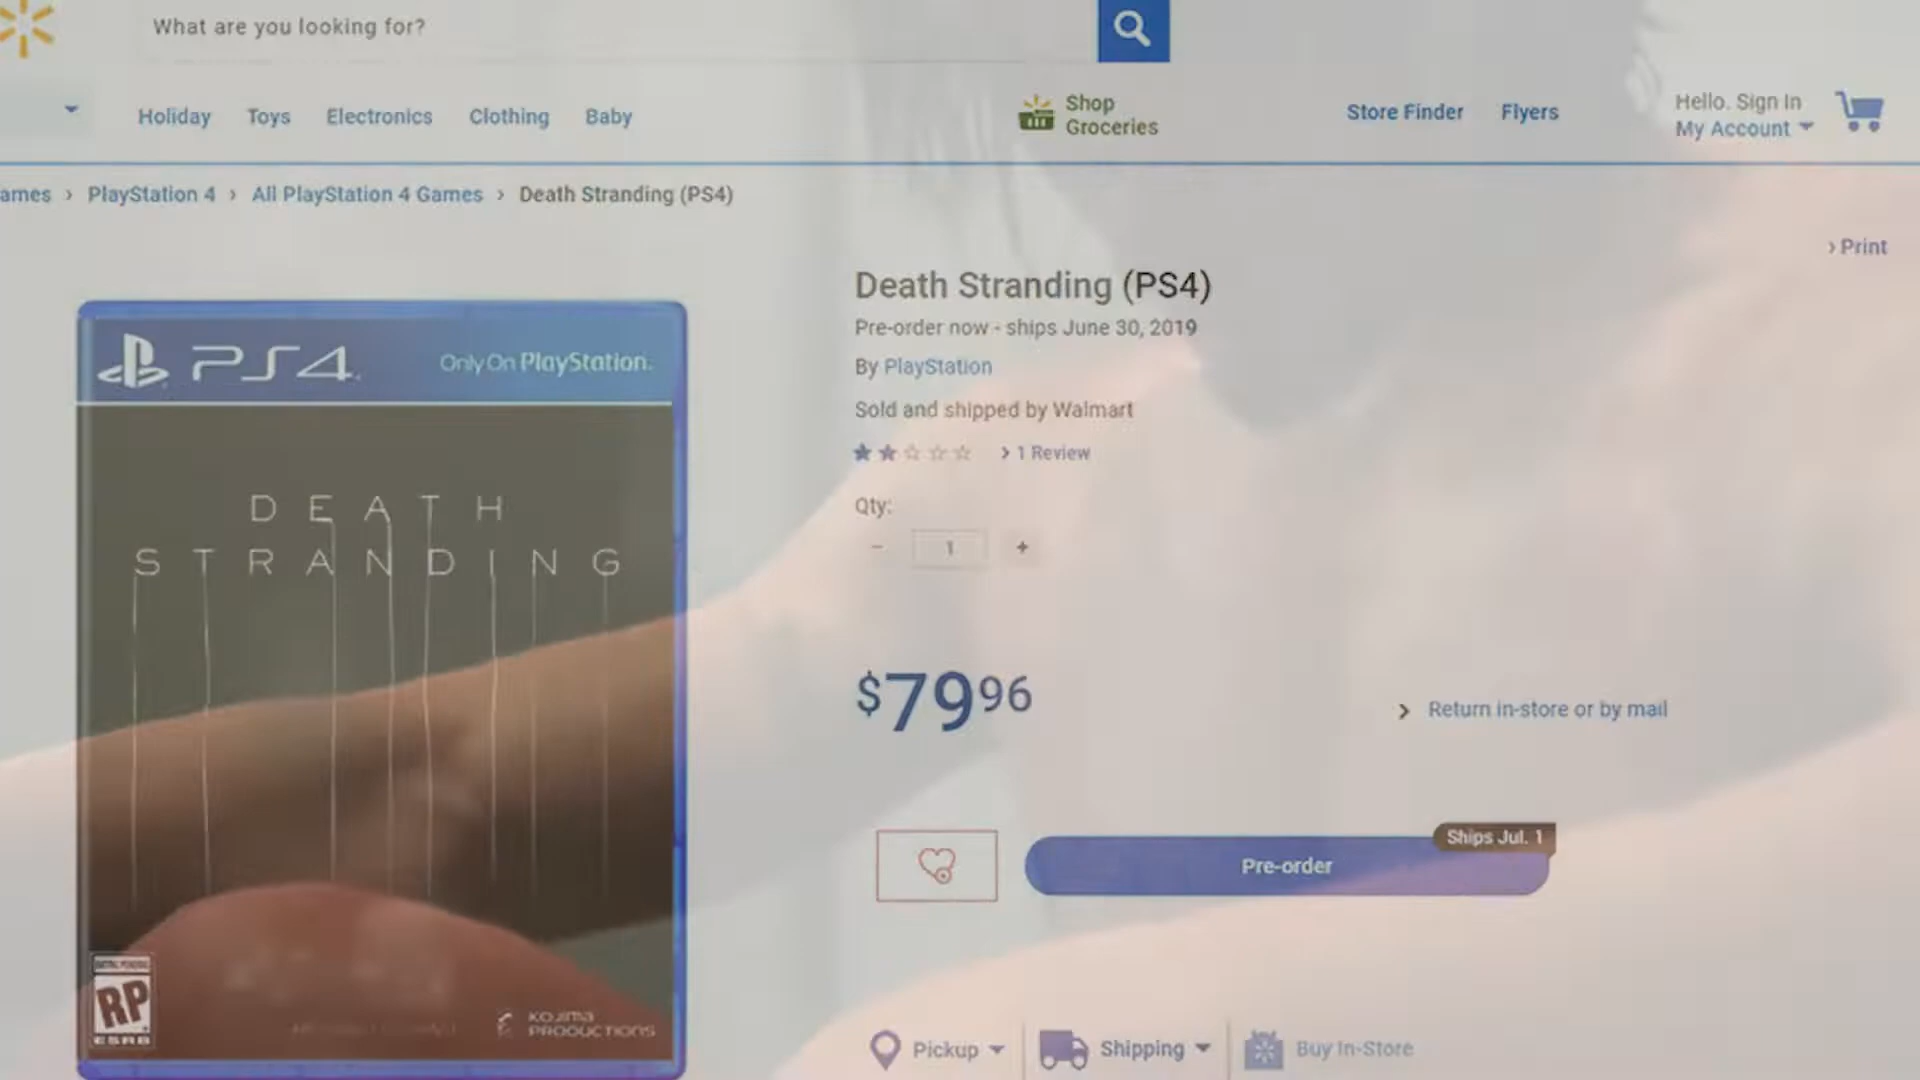 What are you looking for?
Holiday Toys Electronics Clothing Baby
Shop
Groceries
Store Finder Flyers
Hello. Sign In
My Account
ames › PlayStation 4 › All PlayStation 4 Games › Death Stranding (PS4)
› Print
PS4
Only On PlayStation.
DEATH
STRANDING
RP
ESRB
KOJIMA
PRODUCTIONS
Death Stranding (PS4)
Pre-order now - ships June 30, 2019
By PlayStation
Sold and shipped by Walmart
› 1 Review
Qty:
− 1 +
$79 96
› Return in-store or by mail
Ships Jul. 1
Pre-order
Pickup Shipping Buy In-Store